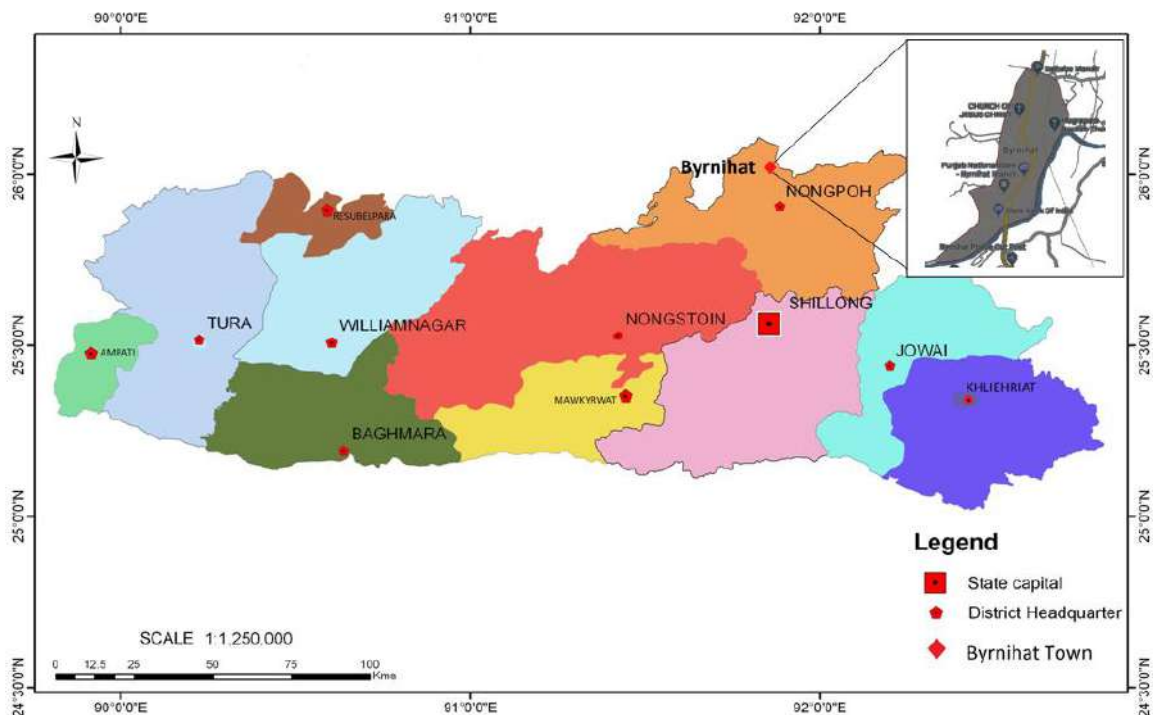 90°0'0"E 91°0'0"E 92°0'0"E
N
26°0'0"N
25°30'0"N
25°0'0"N
24°30'0"N
26°0'0"N
25°30'0"N
25°0'0"N
24°30'0"N
CHURCH OF
JESUS CHRIST
Byrnihat
Punjab National
Byrnihat
NONGPOH
RESUBELPARA
SHILLONG
TURA
WILLIAMNAGAR
NONGSTOIN
AMPATI
JOWAI
KHLIEHRIAT
MAWKYRWAT
BAGHMARA
Legend
State capital
District Headquarter
Byrnihat Town
SCALE 1:1,250,000
0 12.5 25 50 75 100
Kms
90°0'0"E 91°0'0"E 92°0'0"E